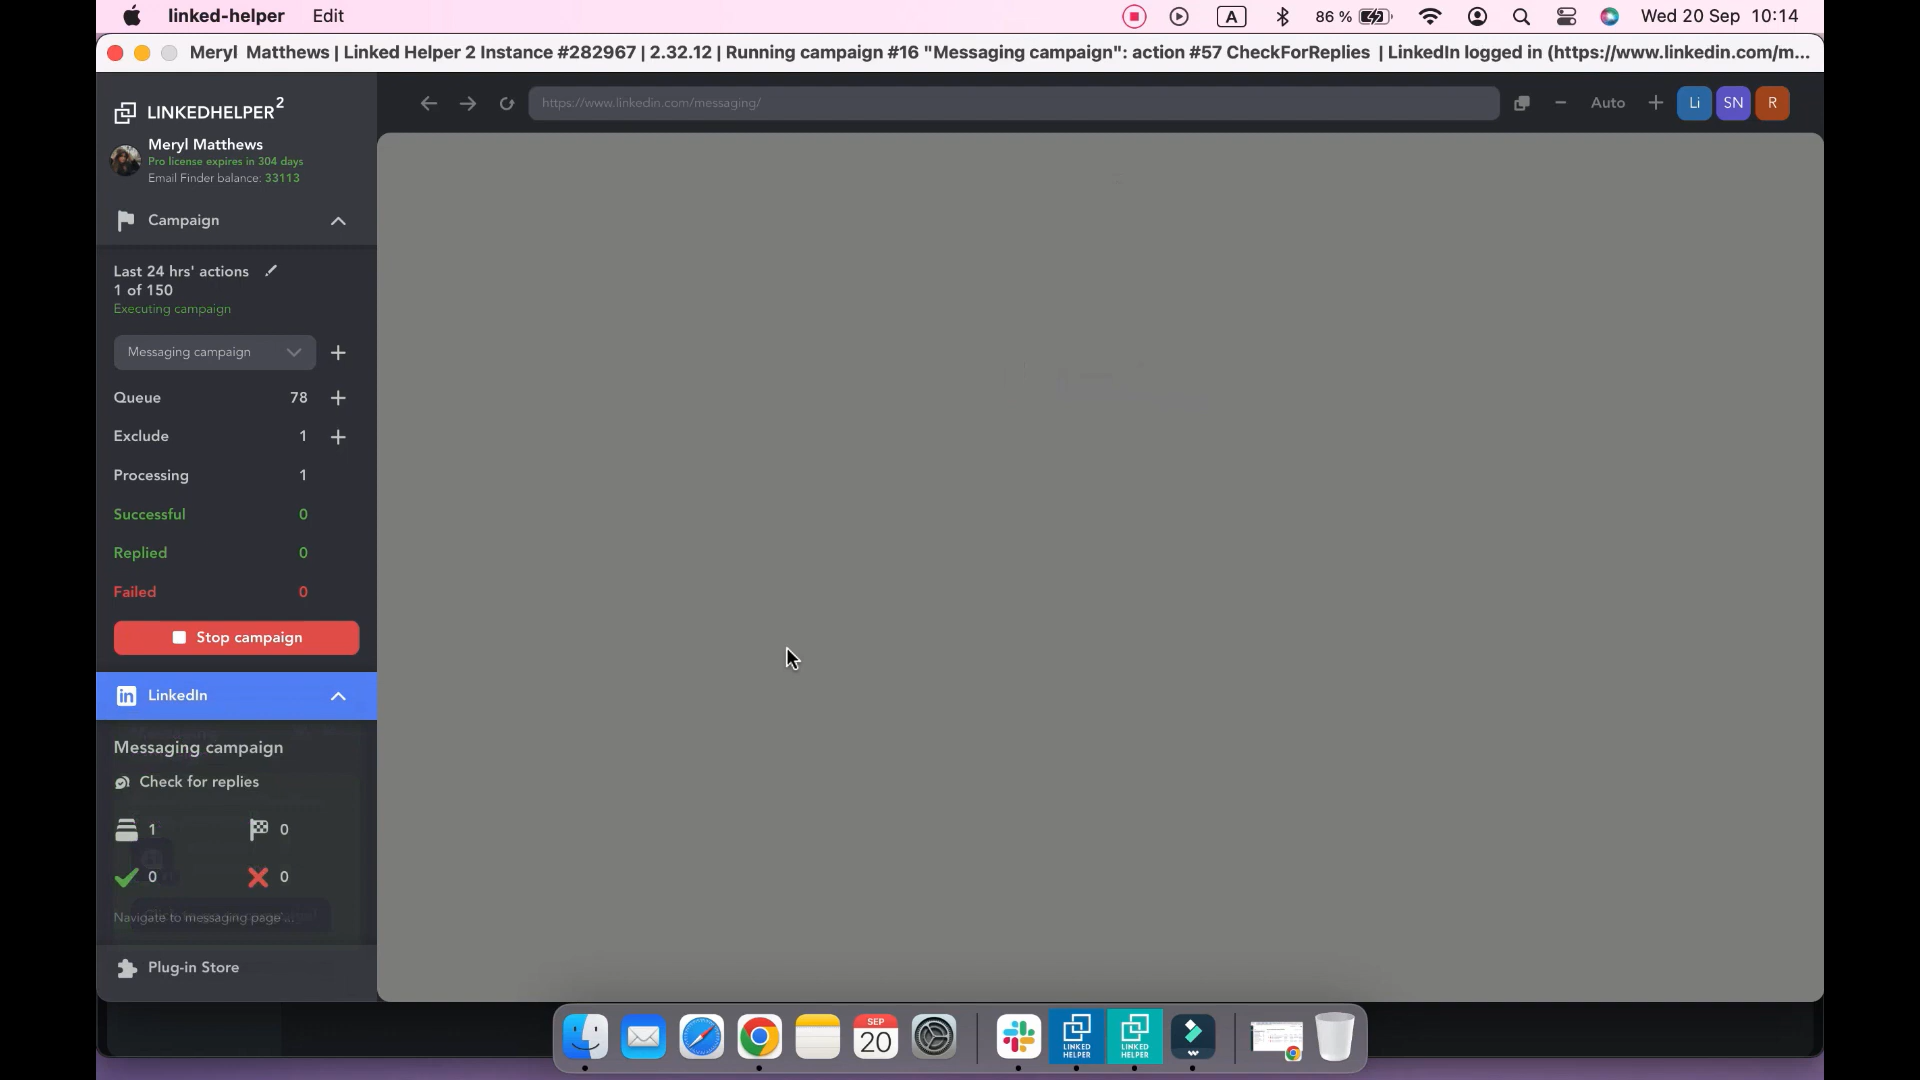 linked-helper Edit A 86 % Wed 20 Sep 10:14
Meryl Matthews | Linked Helper 2 Instance #282967 | 2.32.12 | Running campaign #16 "Messaging campaign": action #57 CheckForReplies | LinkedIn logged in (https://www.linkedin.com/m...
LINKEDHELPER2
https://www.linkedin.com/messaging/ Auto Li SN R
Meryl Matthews
Pro license expires in 304 days
Email Finder balance: 33113
Campaign
Last 24 hrs' actions
1 of 150
Executing campaign
Messaging campaign
Queue 78
Exclude 1
Processing 1
Successful 0
Replied 0
Failed 0
Stop campaign
in LinkedIn
Messaging campaign
Check for replies
1 0
0 0
Navigate to messaging page...
Plug-in Store
SEP
20
LINKED
HELPER
LINKED
HELPER